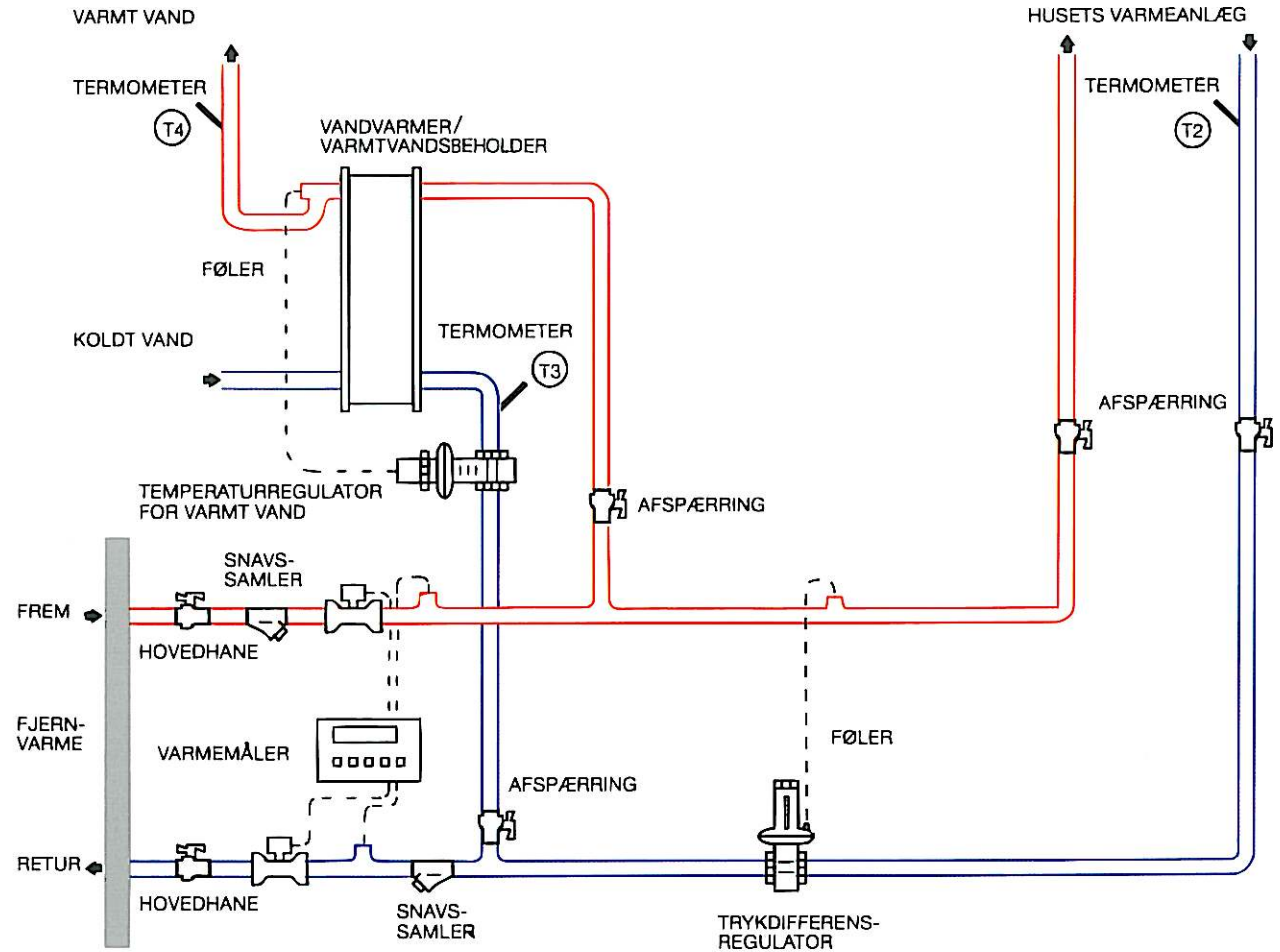 VARMT VAND
HUSETS VARMEANLÆG
TERMOMETER
T4
VANDVARMER/
VARMTVANDSBEHOLDER
TERMOMETER
T2
FØLER
KOLDT VAND
TERMOMETER
T3
AFSPÆRRING
TEMPERATURREGULATOR
FOR VARMT VAND
AFSPÆRRING
SNAVS-
SAMLER
FREM
HOVEDHANE
FJERN-
VARME
VARMEMÅLER
FØLER
AFSPÆRRING
RETUR
HOVEDHANE
SNAVS-
SAMLER
TRYKDIFFERENS-
REGULATOR